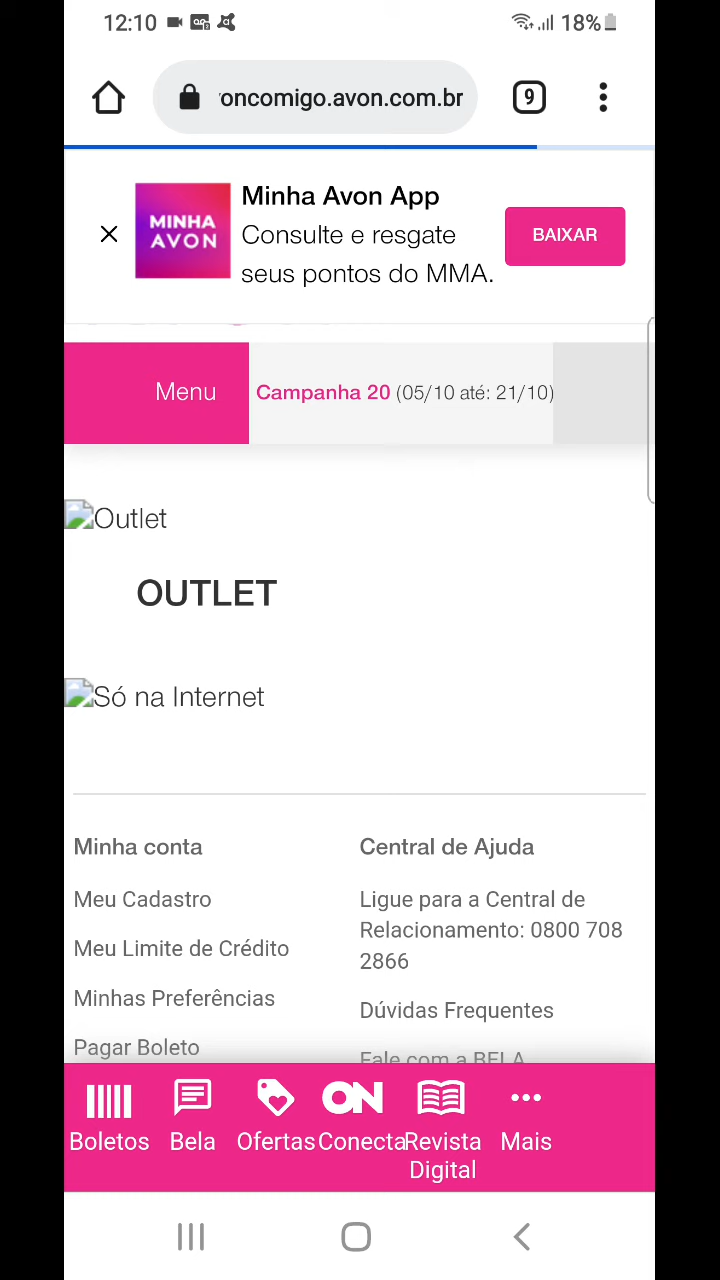 12:10
18%
voncomigo.avon.com.br
9
Minha Avon App
MINHA
AVON
Consulte e resgate
seus pontos do MMA.
BAIXAR
Menu
Campanha 20 (05/10 até: 21/10)
Outlet
OUTLET
Só na Internet
Minha conta
Central de Ajuda
Meu Cadastro
Ligue para a Central de
Relacionamento: 0800 708
2866
Meu Limite de Crédito
Minhas Preferências
Dúvidas Frequentes
Pagar Boleto
Fale com a BELA
Boletos
Bela
Ofertas
ON
Conecta
Revista
Digital
Mais